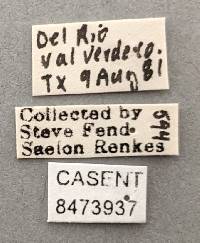 Del Rio
Val Verde Co.
Tx 9 Aug 81
Collected by
Steve Fend.
Saelon Renkes
594
CASENT
8473937